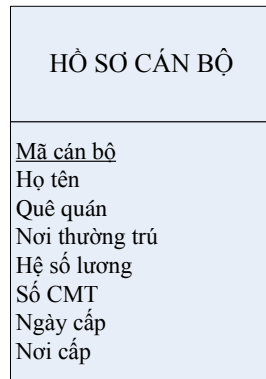 HỒ SƠ CÁN BỘ
Mã cán bộ
Họ tên
Quê quán
Nơi thường trú
Hệ số lương
Số CMT
Ngày cấp
Nơi cấp